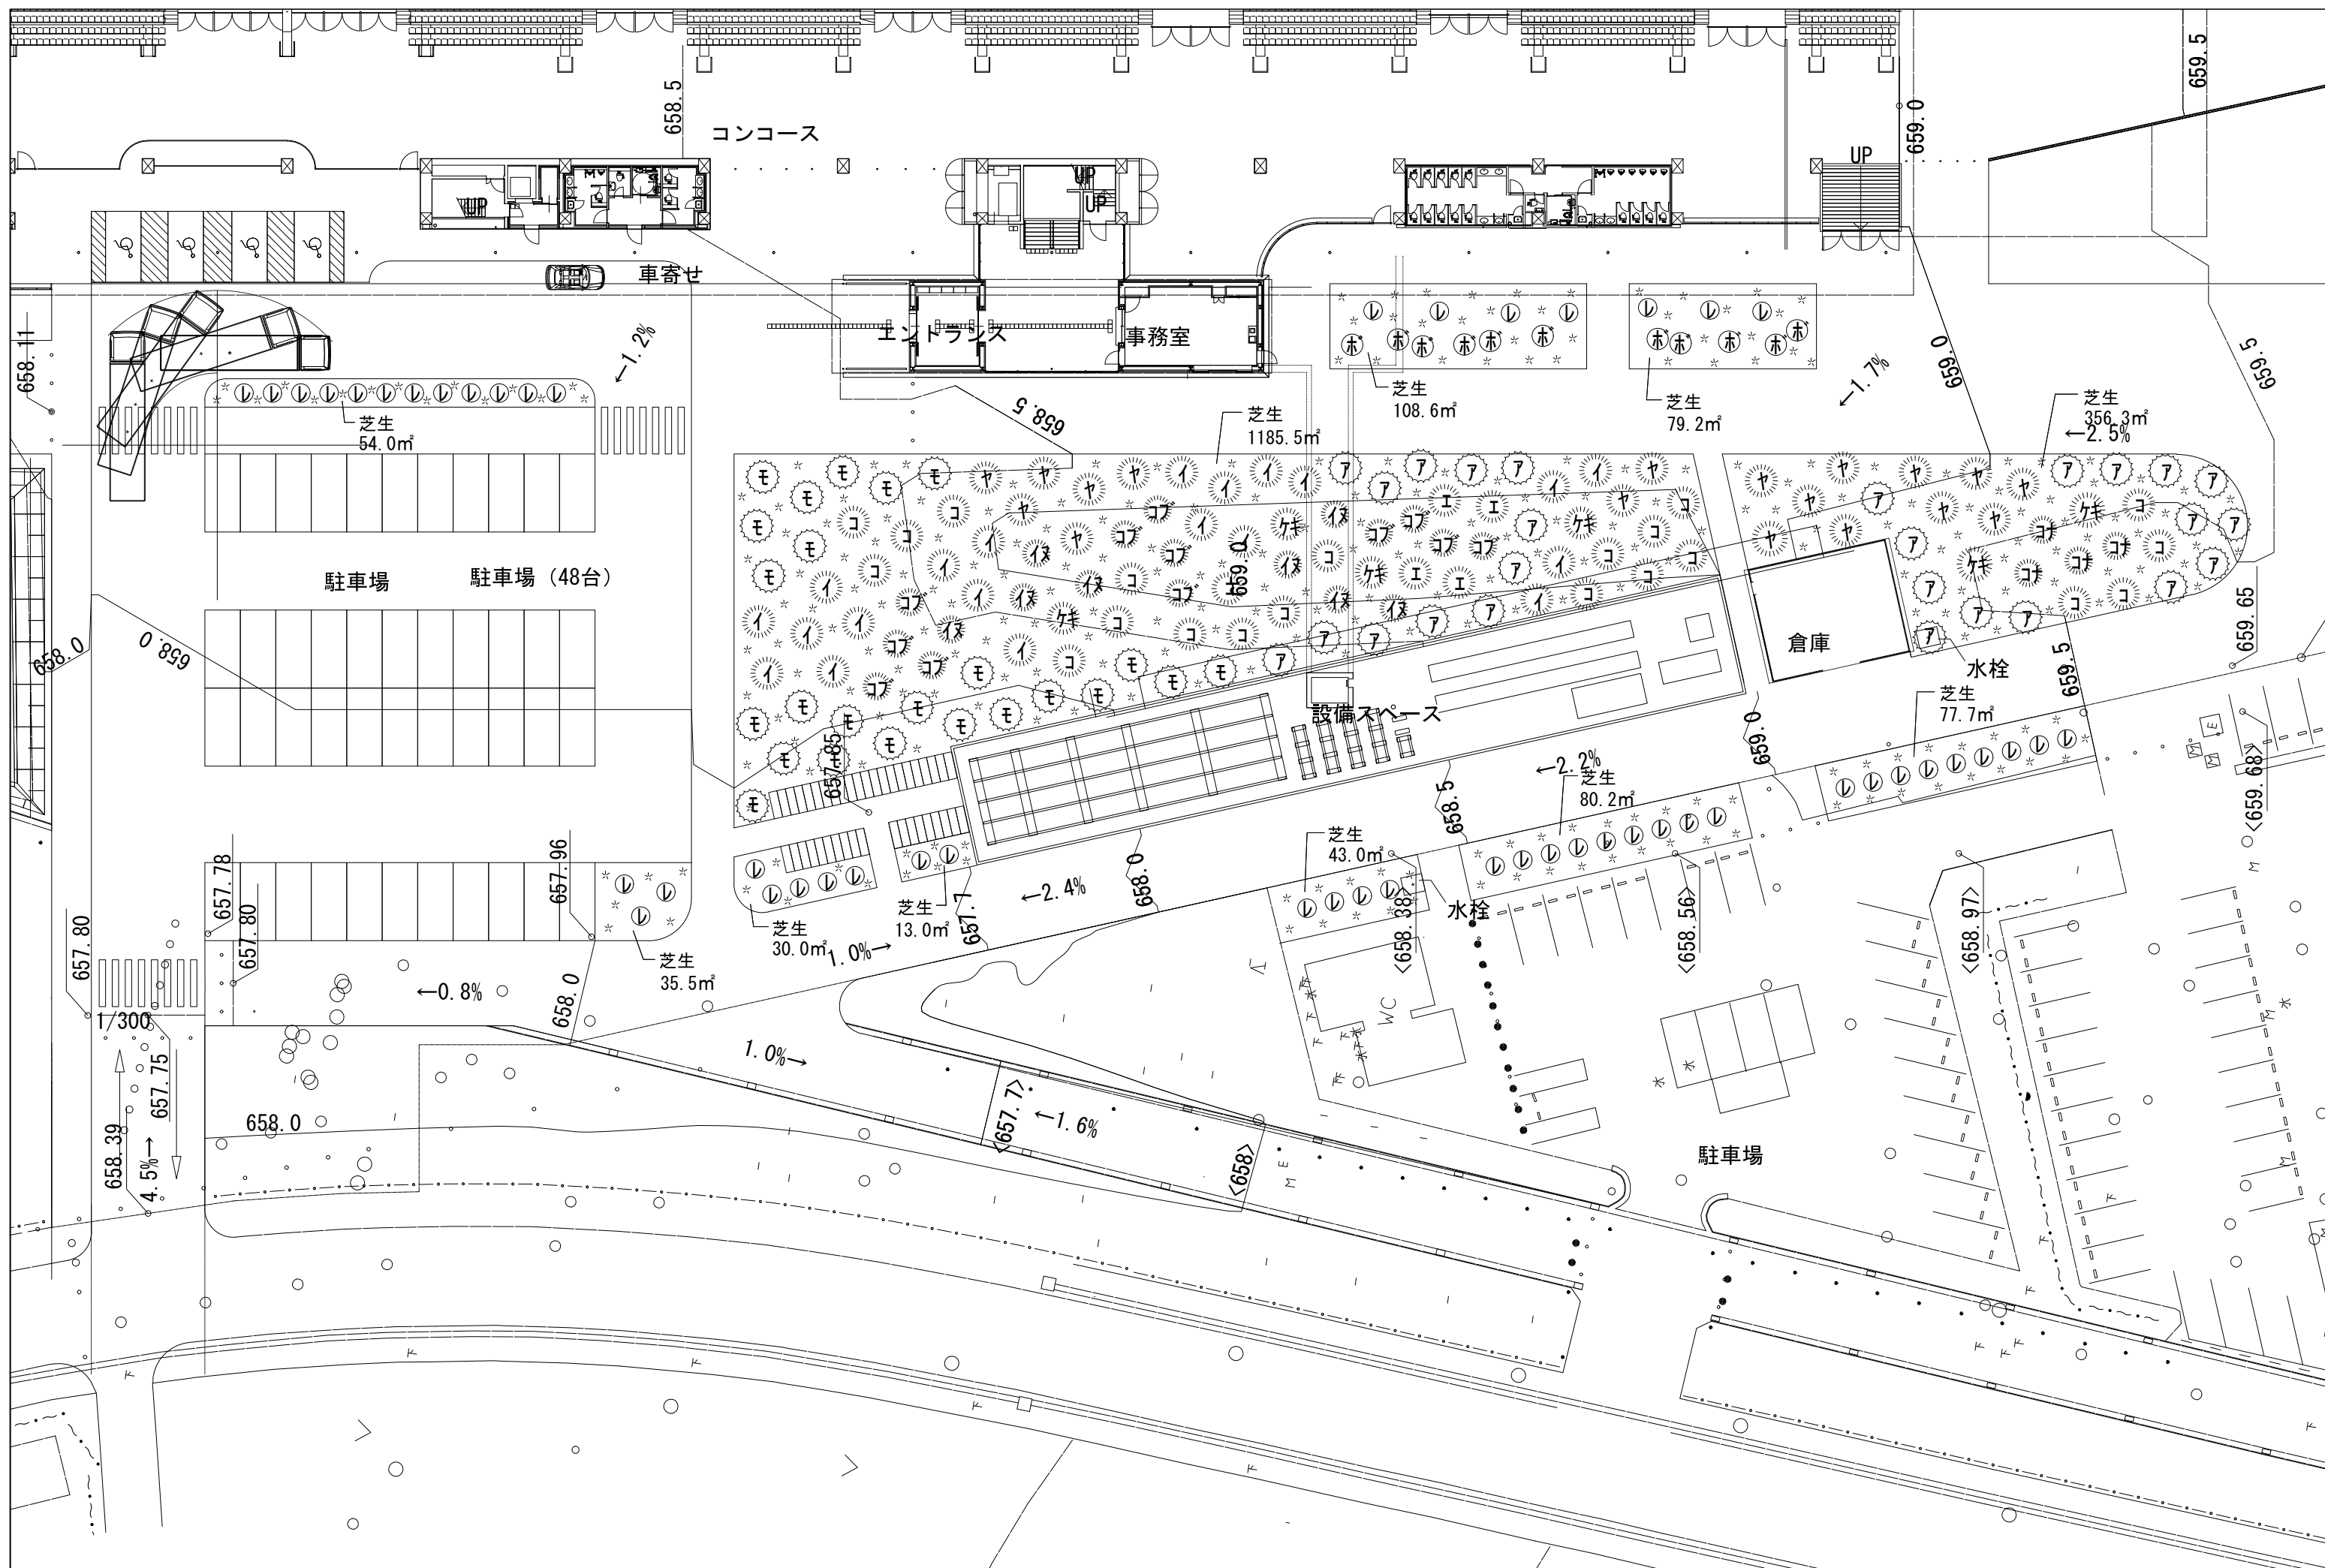 659.5
658.5
コンコース
659.0
UP
UP
UP
UP
車寄せ
←1.2%
658.11
エントランス
事務室
659.0
659.5
←1.7%
芝生
54.0㎡
658.5
芝生
1185.5㎡
芝生
108.6㎡
芝生
79.2㎡
芝生
356.3㎡
←2.5%
駐車場
駐車場（48台）
659.0
658.0
658.0
倉庫
水栓
659.5
659.65
芝生
77.7㎡
設備スペース
657.85
659.0
<659.68>
←2.2%
芝生
80.2㎡
658.5
芝生
43.0㎡
658.0
←2.4%
水栓
657.78
657.96
657.80
657.80
芝生
13.0㎡
657.7
芝生
30.0㎡
1.0%→
芝生
35.5㎡
<658.38>
<658.56>
<658.97>
←0.8%
658.0
WC
1/300
1.0%→
657.75
658.0
<657.7>
←1.6%
<658>
658.39
4.5%→
駐車場